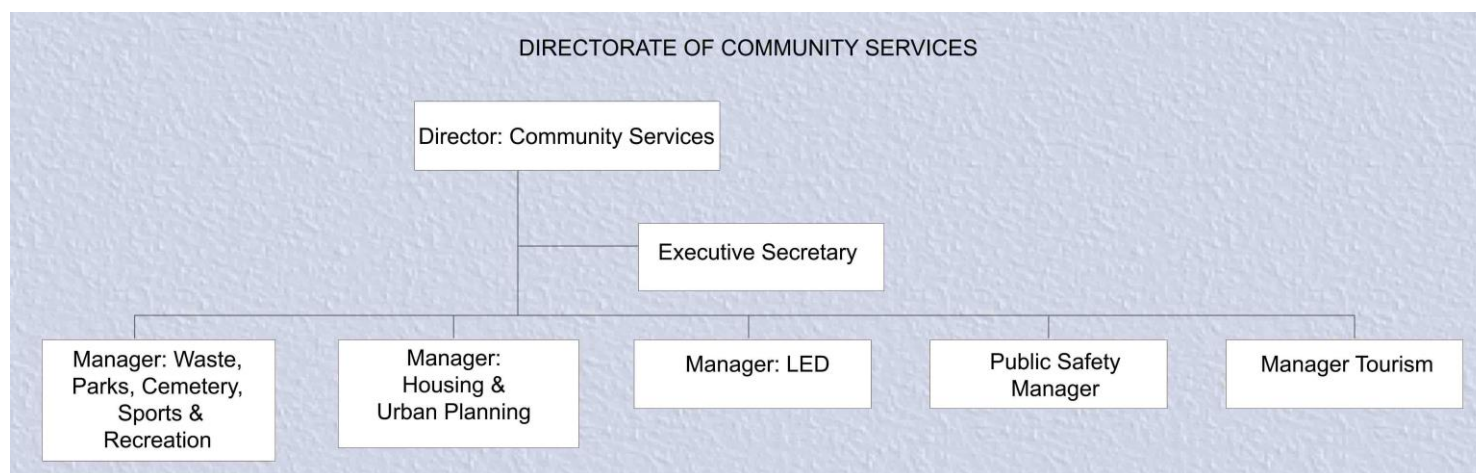 DIRECTORATE OF COMMUNITY SERVICES
Director: Community Services
Executive Secretary
Manager: Waste,
Parks, Cemetery,
Sports &
Recreation
Manager:
Housing &
Urban Planning
Manager: LED
Public Safety
Manager
Manager Tourism